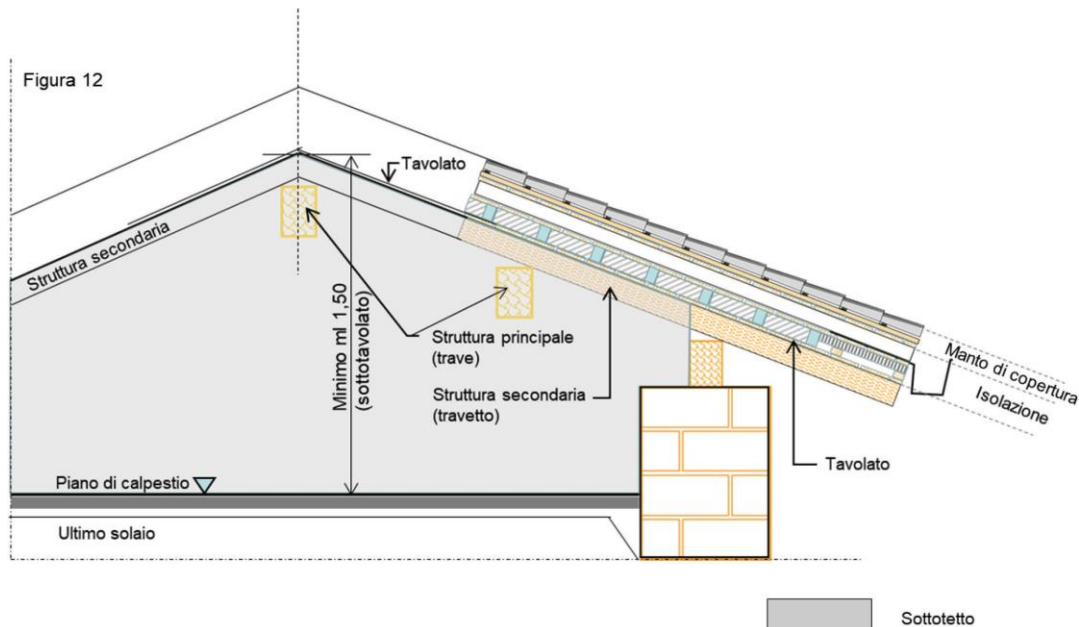 Figura 12
Tavolato
Struttura secondaria
Minimo ml 1,50
(sottotavolato)
Struttura principale
(trave)
Struttura secondaria
(travetto)
Manto di copertura
Isolazione
Tavolato
Piano di calpestio
Ultimo solaio
Sottotetto